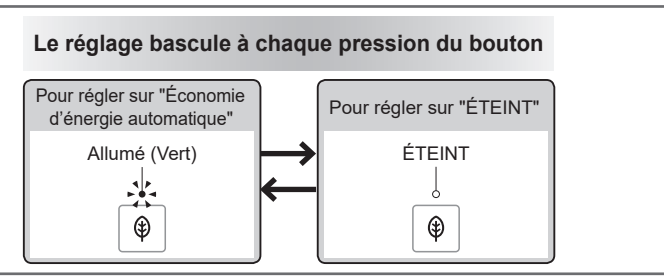 Le réglage bascule à chaque pression du bouton
Pour régler sur "Économie
d’énergie automatique"
Allumé (Vert)
Pour régler sur "ÉTEINT"
ÉTEINT